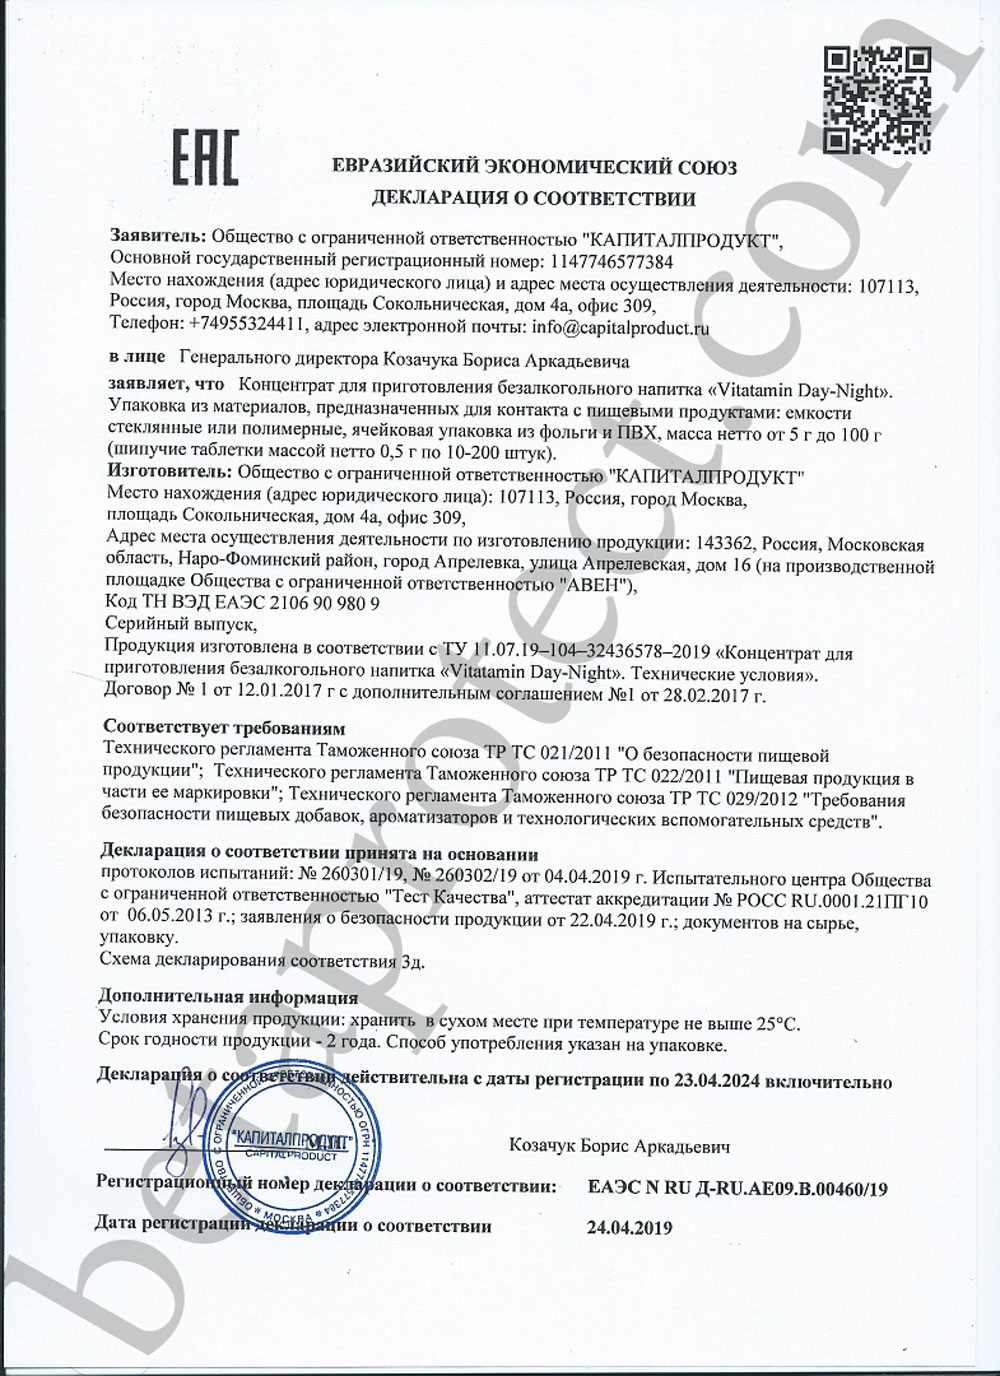 EAC
ЕВРАЗИЙСКИЙ ЭКОНОМИЧЕСКИЙ СОЮЗ
ДЕКЛАРАЦИЯ О СООТВЕТСТВИИ
Заявитель: Общество с ограниченной ответственностью "КАПИТАЛПРОДУКТ",
Основной государственный регистрационный номер: 1147746577384
Место нахождения (адрес юридического лица) и адрес места осуществления деятельности: 107113,
Россия, город Москва, площадь Сокольническая, дом 4а, офис 309,
Телефон: +74955324411, адрес электронной почты: info@capitalproduct.ru
в лице Генерального директора Козачука Бориса Аркадьевича
заявляет, что Концентрат для приготовления безалкогольного напитка «Vitatamin Day-Night».
Упаковка из материалов, предназначенных для контакта с пищевыми продуктами: емкости
стеклянные или полимерные, ячейковая упаковка из фольги и ПВХ, масса нетто от 5 г до 100 г
(шипучие таблетки массой нетто 0,5 г по 10-200 штук).
Изготовитель: Общество с ограниченной ответственностью "КАПИТАЛПРОДУКТ"
Место нахождения (адрес юридического лица): 107113, Россия, город Москва,
площадь Сокольническая, дом 4а, офис 309,
Адрес места осуществления деятельности по изготовлению продукции: 143362, Россия, Московская
область, Наро-Фоминский район, город Апрелевка, улица Апрелевская, дом 16 (на производственной
площадке Общества с ограниченной ответственностью "АВЕН"),
Код ТН ВЭД ЕАЭС 2106 90 980 9
Серийный выпуск,
Продукция изготовлена в соответствии с ТУ 11.07.19–104–32436578–2019 «Концентрат для
приготовления безалкогольного напитка «Vitatamin Day-Night». Технические условия».
Договор № 1 от 12.01.2017 г с дополнительным соглашением №1 от 28.02.2017 г.
Соответствует требованиям
Технического регламента Таможенного союза ТР ТС 021/2011 "О безопасности пищевой
продукции"; Технического регламента Таможенного союза ТР ТС 022/2011 "Пищевая продукция в
части ее маркировки"; Технического регламента Таможенного союза ТР ТС 029/2012 "Требования
безопасности пищевых добавок, ароматизаторов и технологических вспомогательных средств".
Декларация о соответствии принята на основании
протоколов испытаний: № 260301/19, № 260302/19 от 04.04.2019 г. Испытательного центра Общества
с ограниченной ответственностью "Тест Качества", аттестат аккредитации № РОСС RU.0001.21ПГ10
от 06.05.2013 г.; заявления о безопасности продукции от 22.04.2019 г.; документов на сырье,
упаковку.
Схема декларирования соответствия 3д.
Дополнительная информация
Условия хранения продукции: хранить в сухом месте при температуре не выше 25°С.
Срок годности продукции - 2 года. Способ употребления указан на упаковке.
Декларация о соответствии действительна с даты регистрации по 23.04.2024 включительно
ОБЩЕСТВО С ОГРАНИЧЕННОЙ ОТВЕТСТВЕННОСТЬЮ ОГРН 1147746577384
"КАПИТАЛПРОДУКТ"
CAPITALPRODUCT
* МОСКВА *
М.П.
Козачук Борис Аркадьевич
Регистрационный номер декларации о соответствии: ЕАЭС N RU Д-RU.АЕ09.В.00460/19
Дата регистрации декларации о соответствии 24.04.2019
betaprotect.com